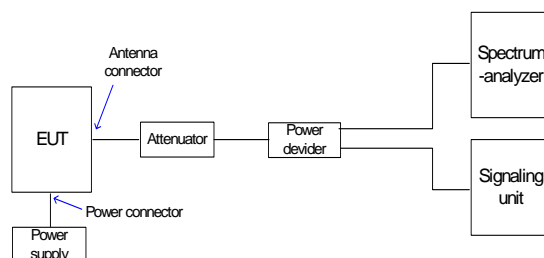 Antenna
connector
Spectrum
-analyzer
EUT
Attenuator
Power
devider
Signaling
unit
Power connector
Power
supply